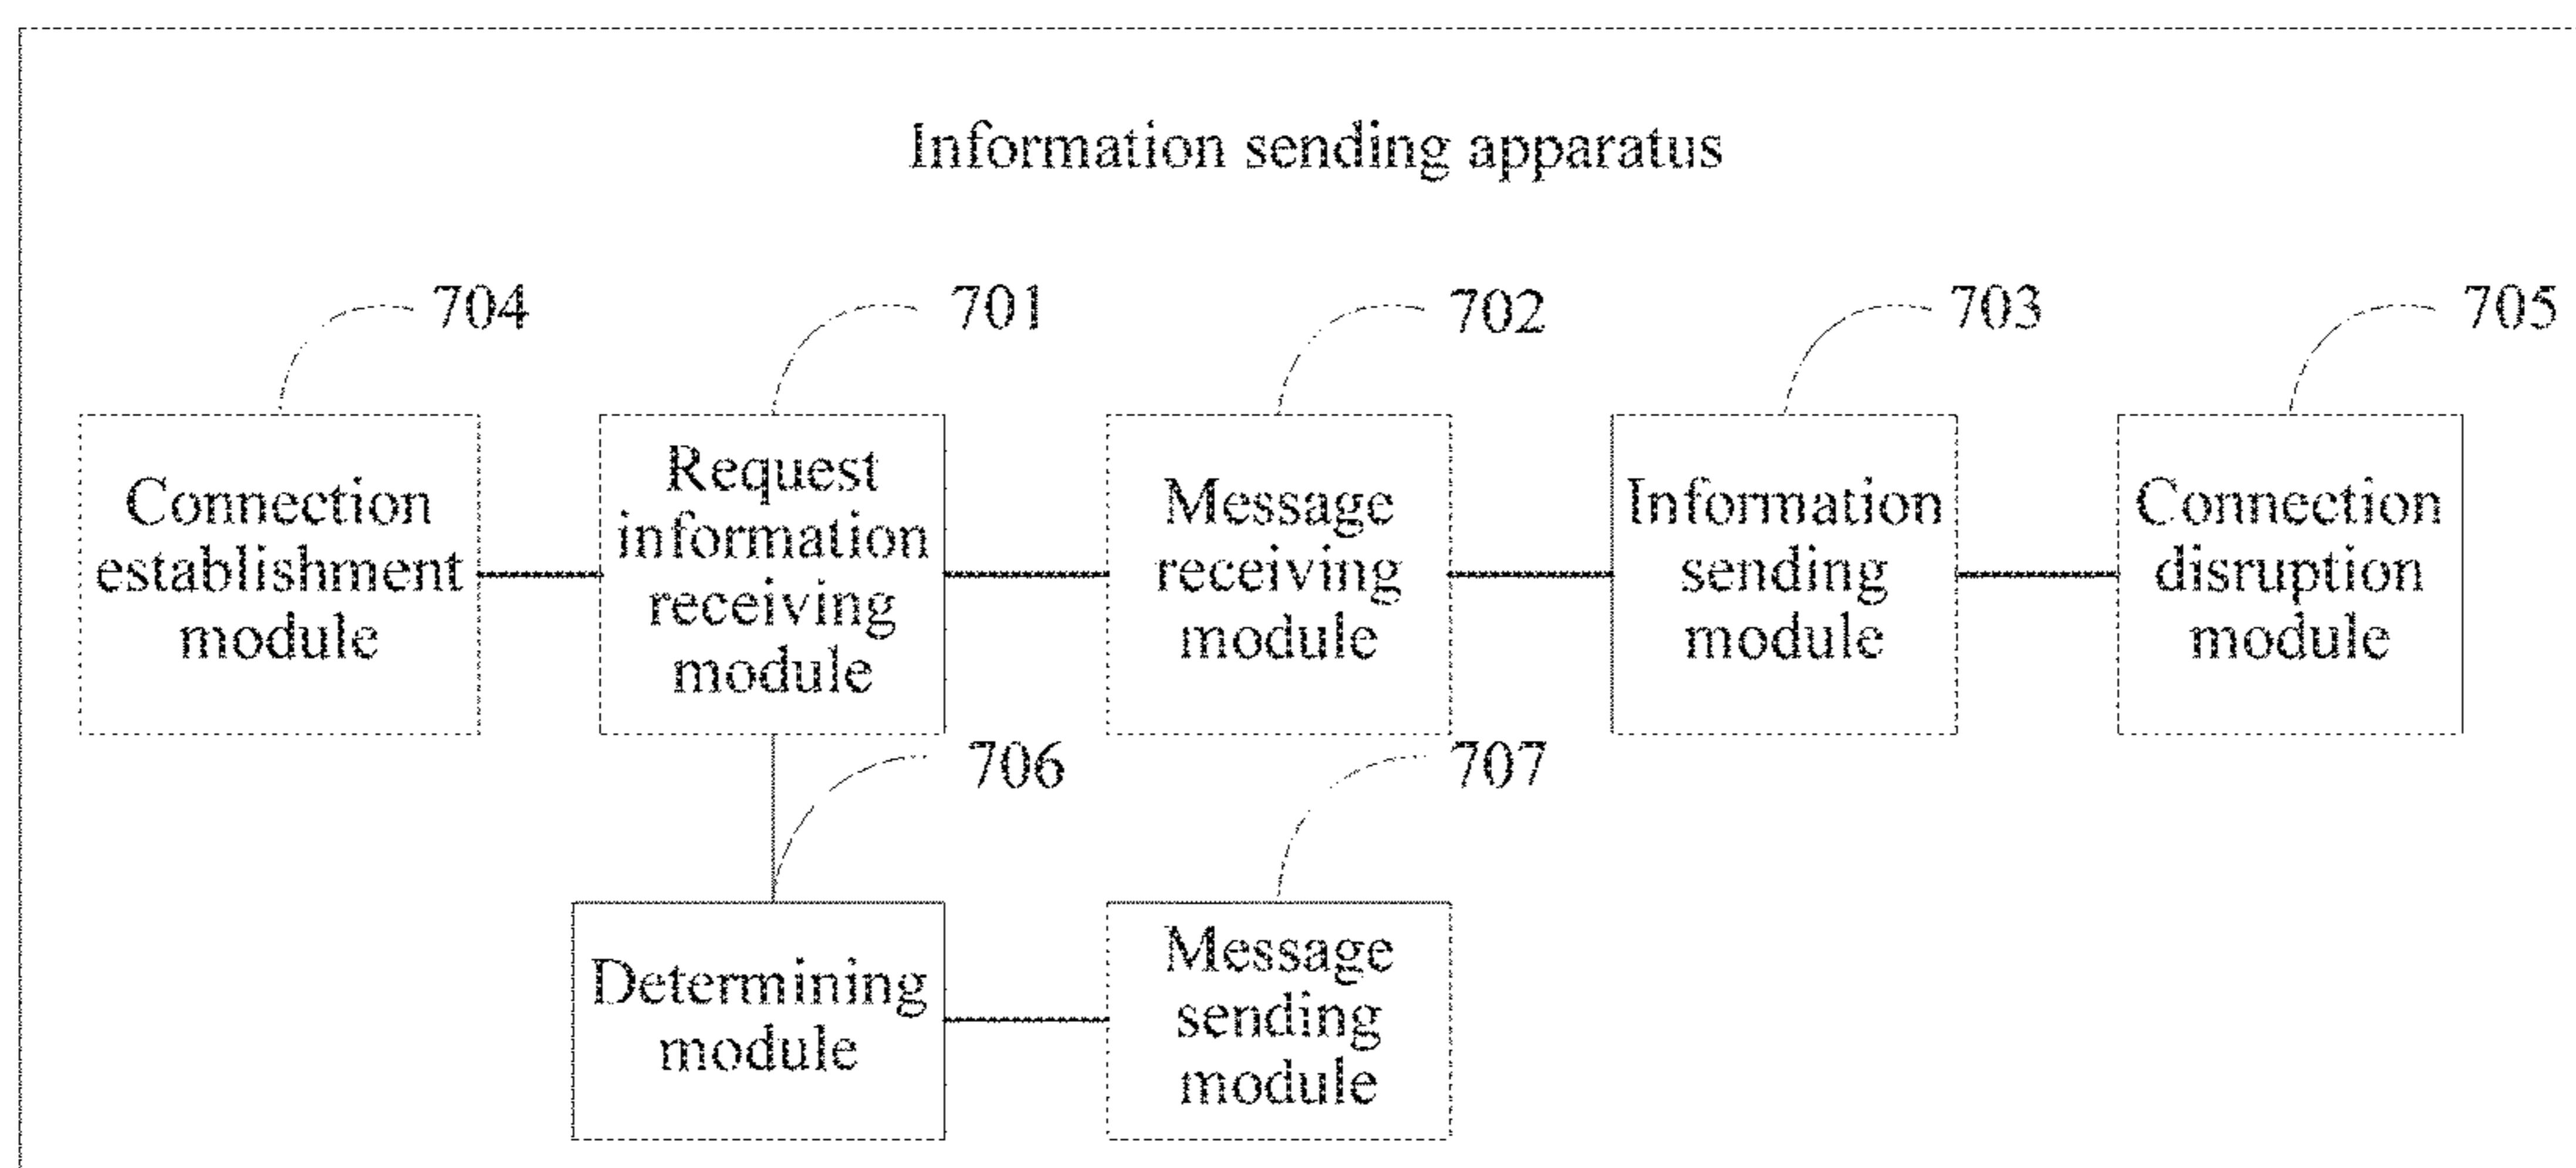 Information sending apparatus
704
701
702
703
705
Connection
establishment
module
Request
information
receiving
module
Message
receiving
module
Information
sending
module
Connection
disruption
module
706
707
Determining
module
Message
sending
module